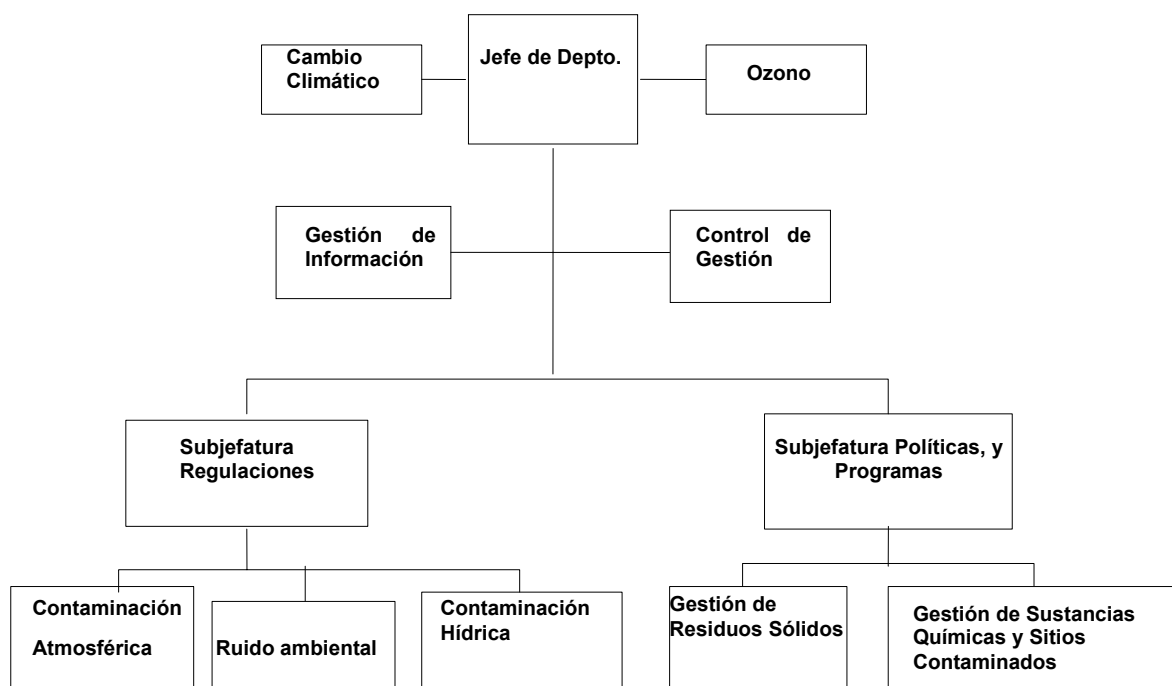 Cambio
Climático
Jefe de Depto.
Ozono
Gestión de
Información
Control de
Gestión
Subjefatura
Regulaciones
Subjefatura Políticas, y
Programas
Contaminación
Atmosférica
Ruido ambiental
Contaminación
Hídrica
Gestión de
Residuos Sólidos
Gestión de Sustancias
Químicas y Sitios
Contaminados